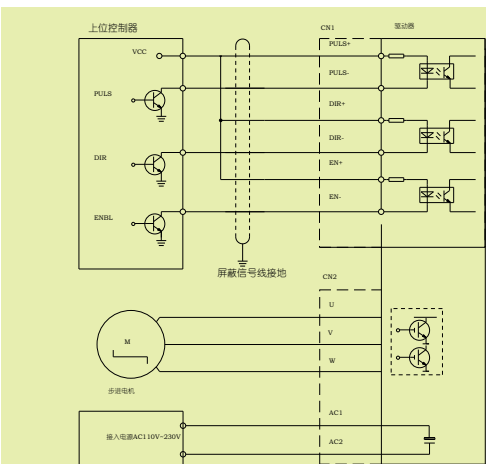 上位控制器
CN1
驱动器
VCC
PULS+
PULS-
PULS
DIR+
DIR-
DIR
EN+
EN-
ENBL
屏蔽信号线接地
CN2
U
V
M
W
步进电机
AC1
接入电源AC110V~230V
AC2